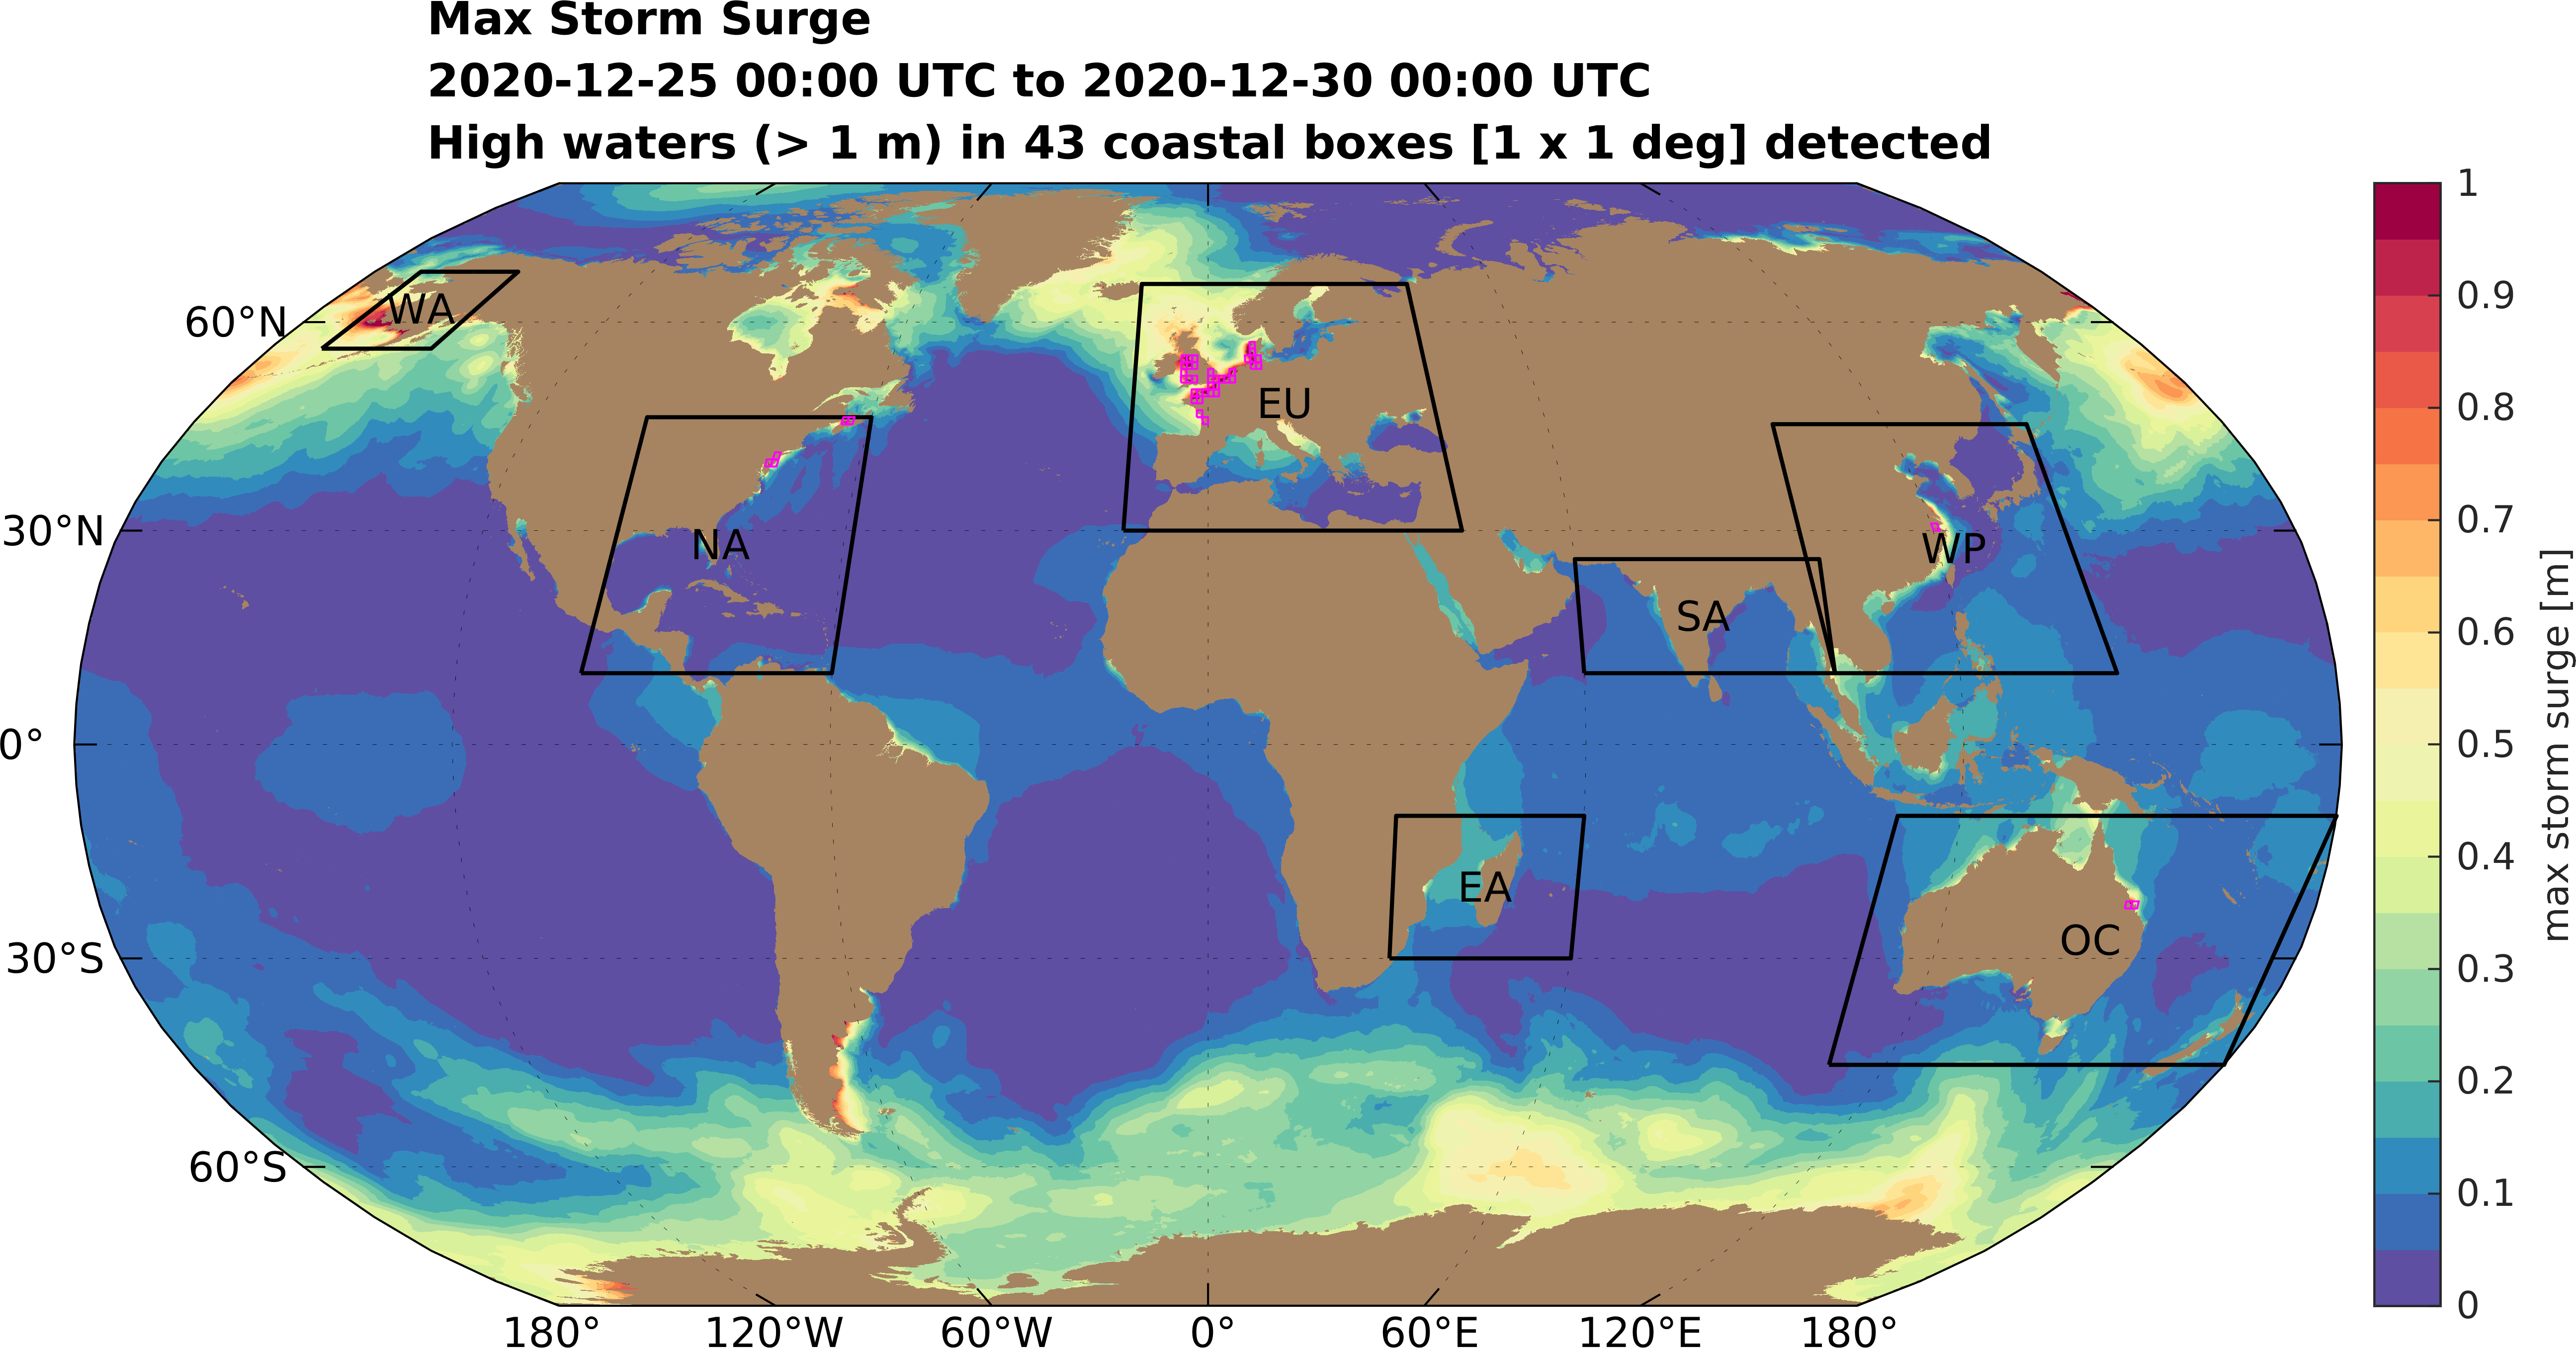 Max Storm Surge
2020-12-25 00:00 UTC to 2020-12-30 00:00 UTC
High waters (> 1 m) in 43 coastal boxes [1 x 1 deg] detected
60°N
30°N
0°
30°S
60°S
WA
NA
EU
SA
WP
EA
OC
180°
120°W
60°W
0°
60°E
120°E
180°
1
0.9
0.8
0.7
0.6
0.5
0.4
0.3
0.2
0.1
0
max storm surge [m]